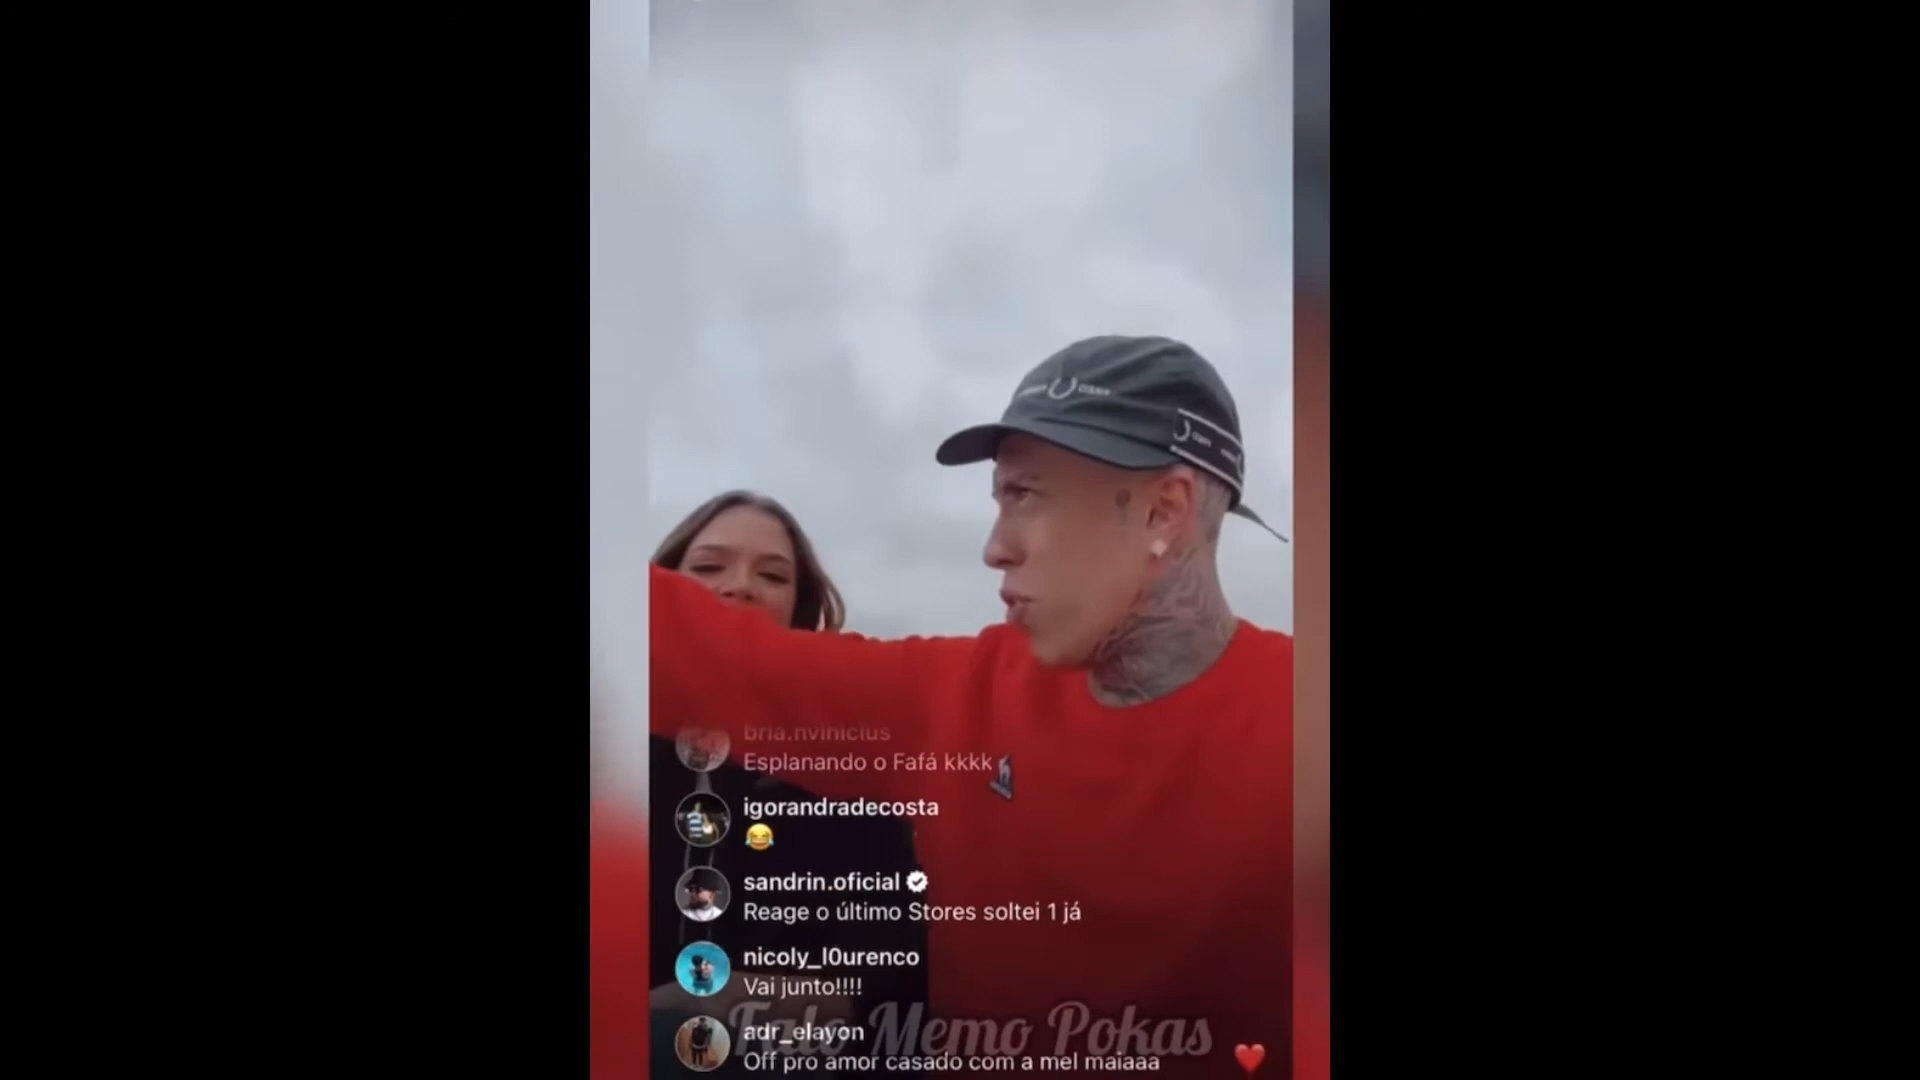 bria.nvinicius
Esplanando o Fafá kkkk
igorandradecosta
😂
sandrin.oficial
Reage o último Stores soltei 1 já
nicoly_l0urenco
Vai junto!!!!
adr_elayon
Off pro amor casado com a mel maiaaa
Falo Memo Pokas